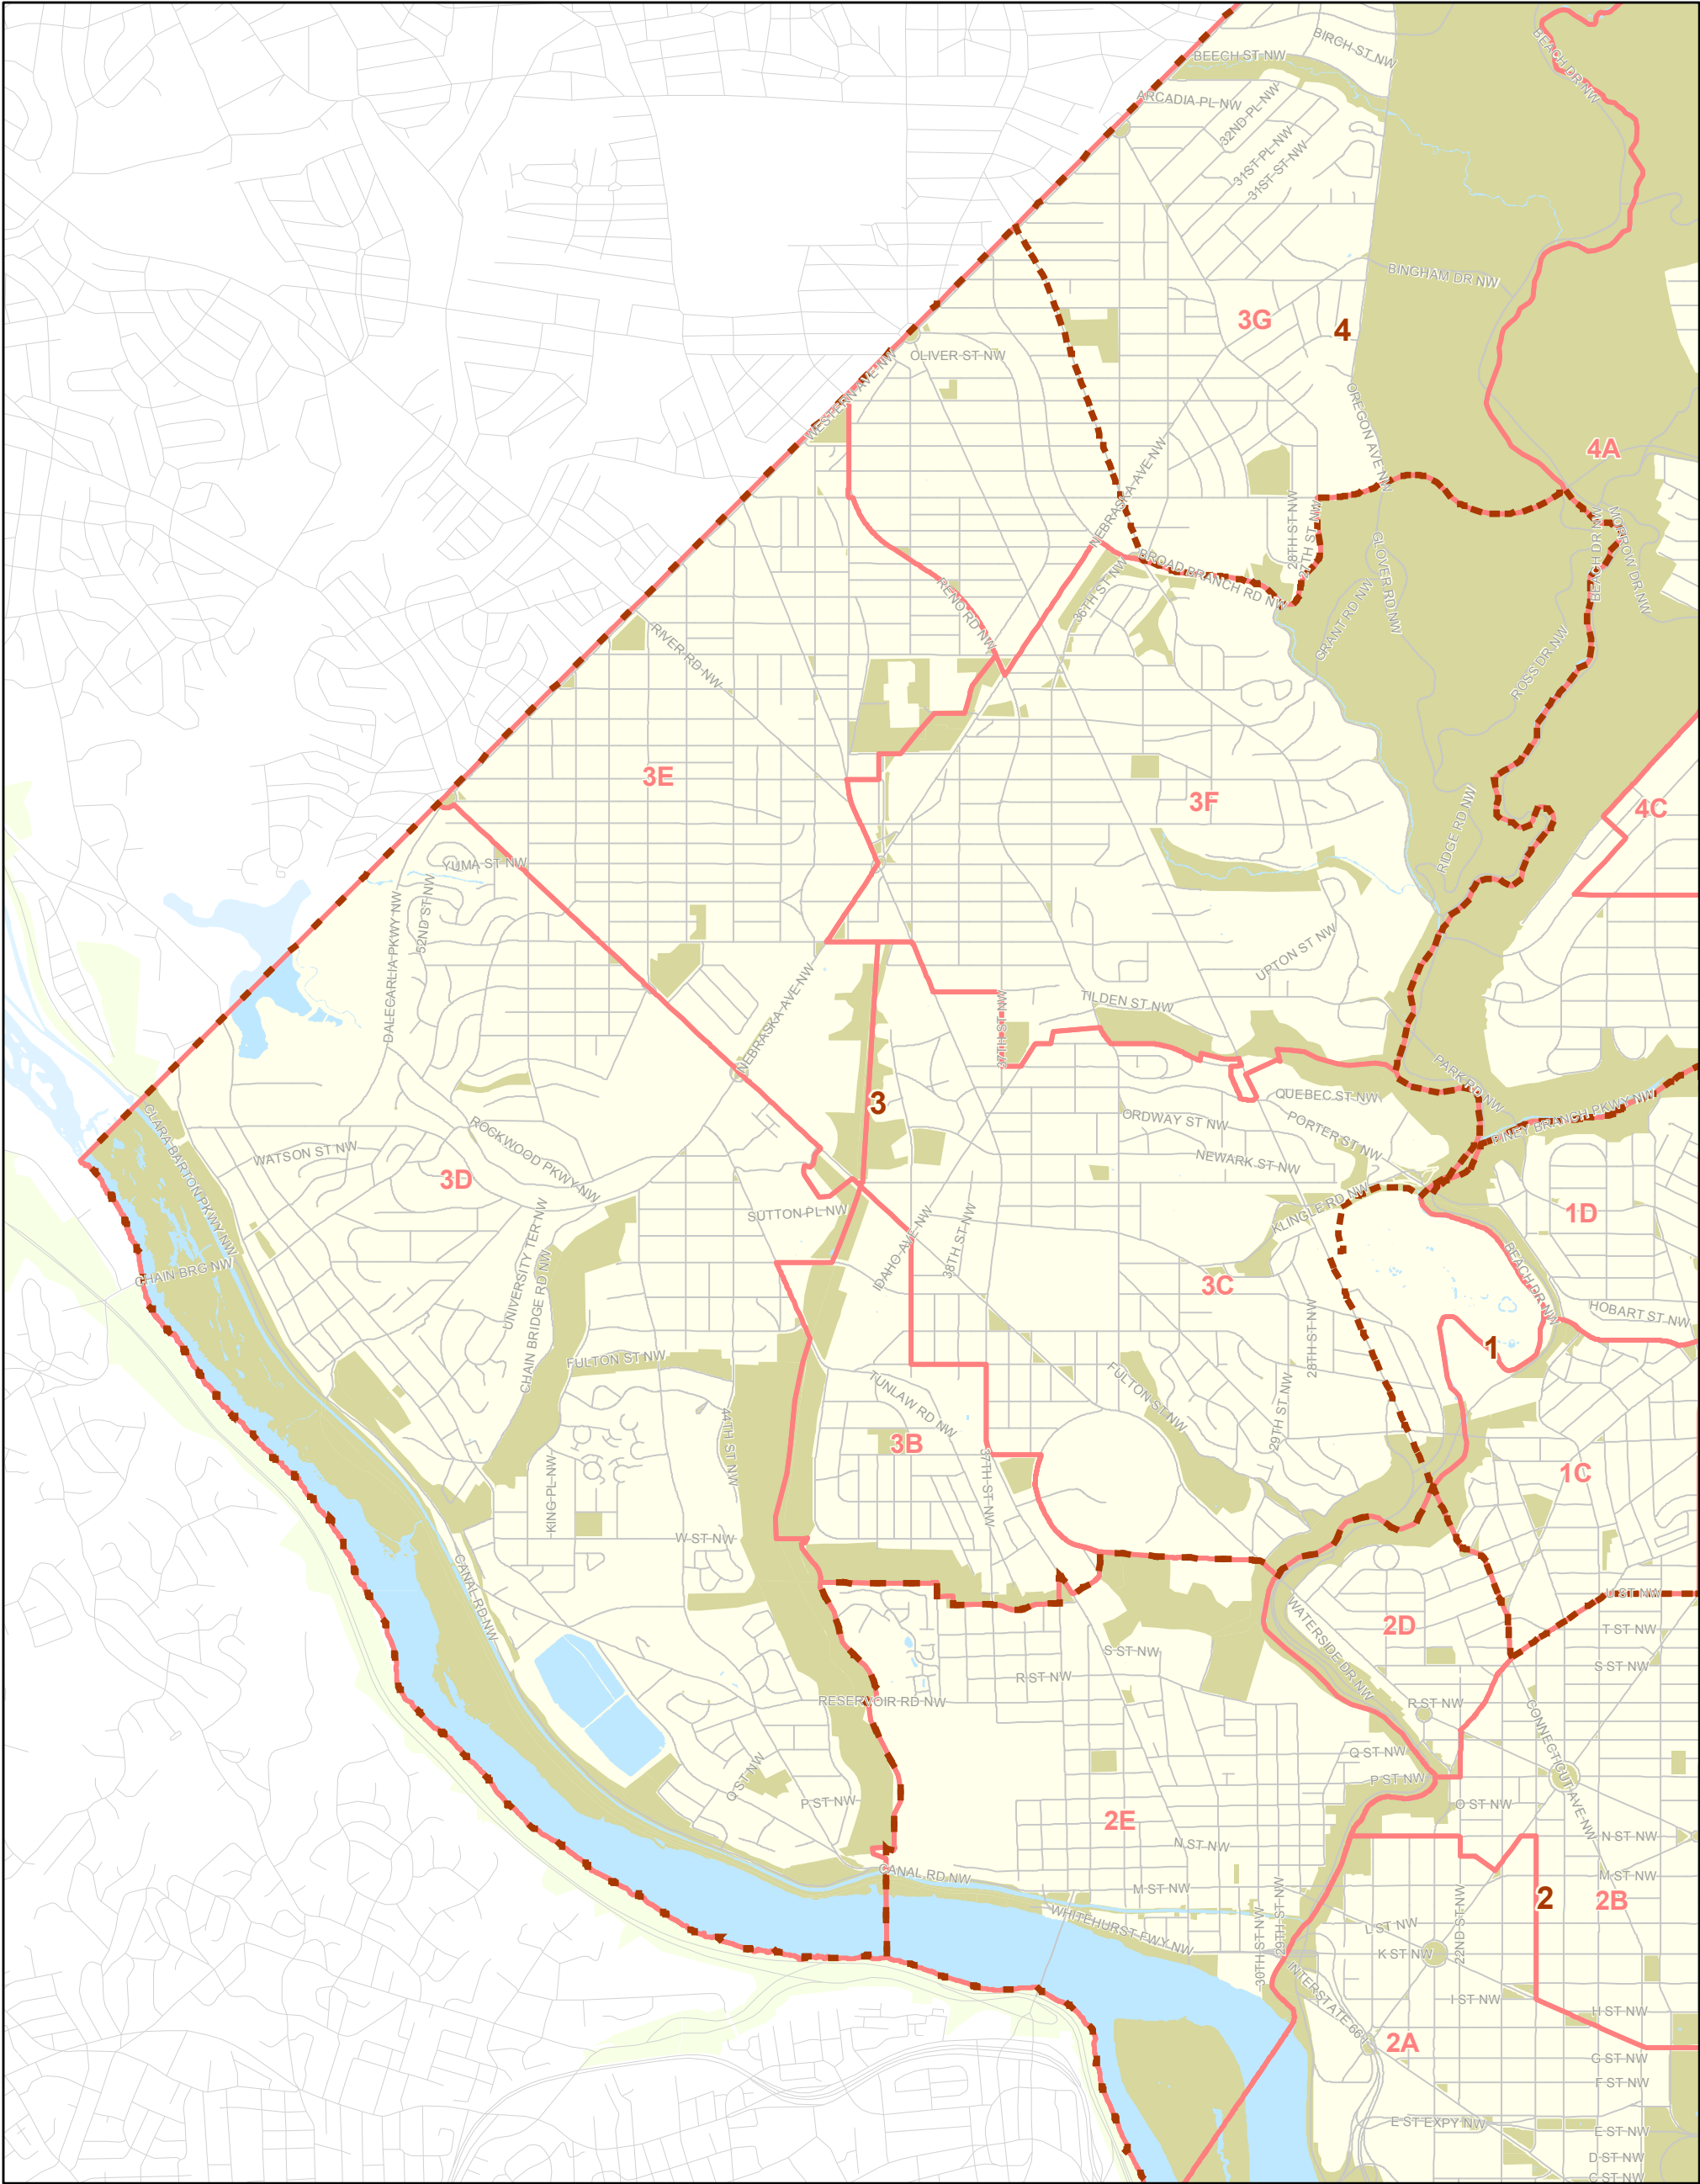 BEACH DR NW
BIRCH ST NW
BEECH ST NW
ARCADIA PL NW
32ND PL NW
31ST PL NW
31ST ST NW
BINGHAM DR NW
3G
4
OLIVER ST NW
WESTERN AVE NW
OREGON AVE NW
4A
NEBRASKA AVE NW
28TH ST NW
27TH ST NW
BEACH DR NW
MORROW DR NW
GLOVER RD NW
BROAD BRANCH RD NW
36TH ST NW
GRANT RD NW
RENO RD NW
RIVER RD NW
ROSS DR NW
3E
3F
4C
RIDGE RD NW
YUMA ST NW
52ND ST NW
DALECARLIA PKWY NW
UPTON ST NW
NEBRASKA AVE NW
TILDEN ST NW
37TH ST NW
PARK RD NW
QUEBEC ST NW
3
ORDWAY ST NW
PORTER ST NW
PINEY BRANCH PKWY NW
CLARA BARTON PKWY NW
ROCKWOOD PKWY NW
WATSON ST NW
NEWARK ST NW
3D
SUTTON PL NW
KLINGLE RD NW
1D
UNIVERSITY TER NW
IDAHO AVE NW
38TH ST NW
CHAIN BRG NW
3C
BEACH DR NW
CHAIN BRIDGE RD NW
28TH ST NW
HOBART ST NW
1
FULTON ST NW
TUNLAW RD NW
FULTON ST NW
29TH ST NW
44TH ST NW
3B
37TH ST NW
1C
KING PL NW
W ST NW
CANAL RD NW
U ST NW
WATERSIDE DR NW
2D
T ST NW
S ST NW
S ST NW
R ST NW
RESERVOIR RD NW
R ST NW
CONNECTICUT AVE NW
Q ST NW
Q ST NW
P ST NW
P ST NW
O ST NW
2E
N ST NW
N ST NW
CANAL RD NW
M ST NW
M ST NW
2
2B
WHITEHURST FWY NW
30TH ST NW
29TH ST NW
L ST NW
22ND ST NW
K ST NW
INTERSTATE 66
I ST NW
H ST NW
2A
G ST NW
F ST NW
E ST EXPY NW
E ST NW
D ST NW
C ST NW